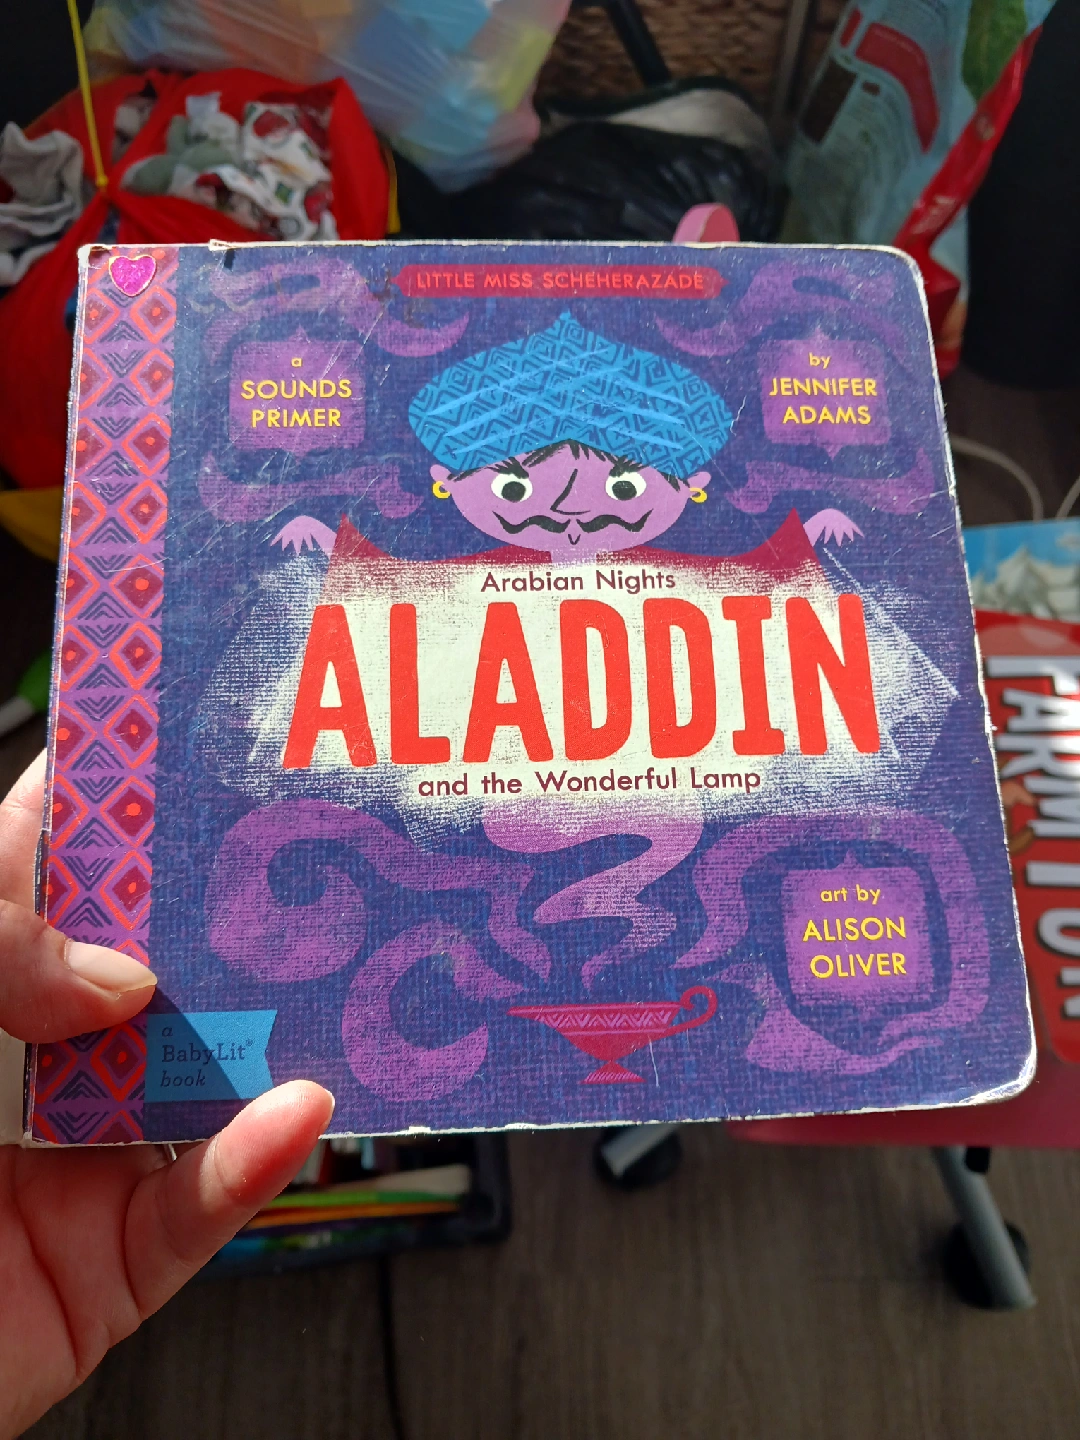 LITTLE MISS SCHEHERAZADE
a
SOUNDS
PRIMER
by
JENNIFER
ADAMS
Arabian Nights
ALADDIN
and the Wonderful Lamp
art by
ALISON
OLIVER
a
BabyLit®
book
FARM